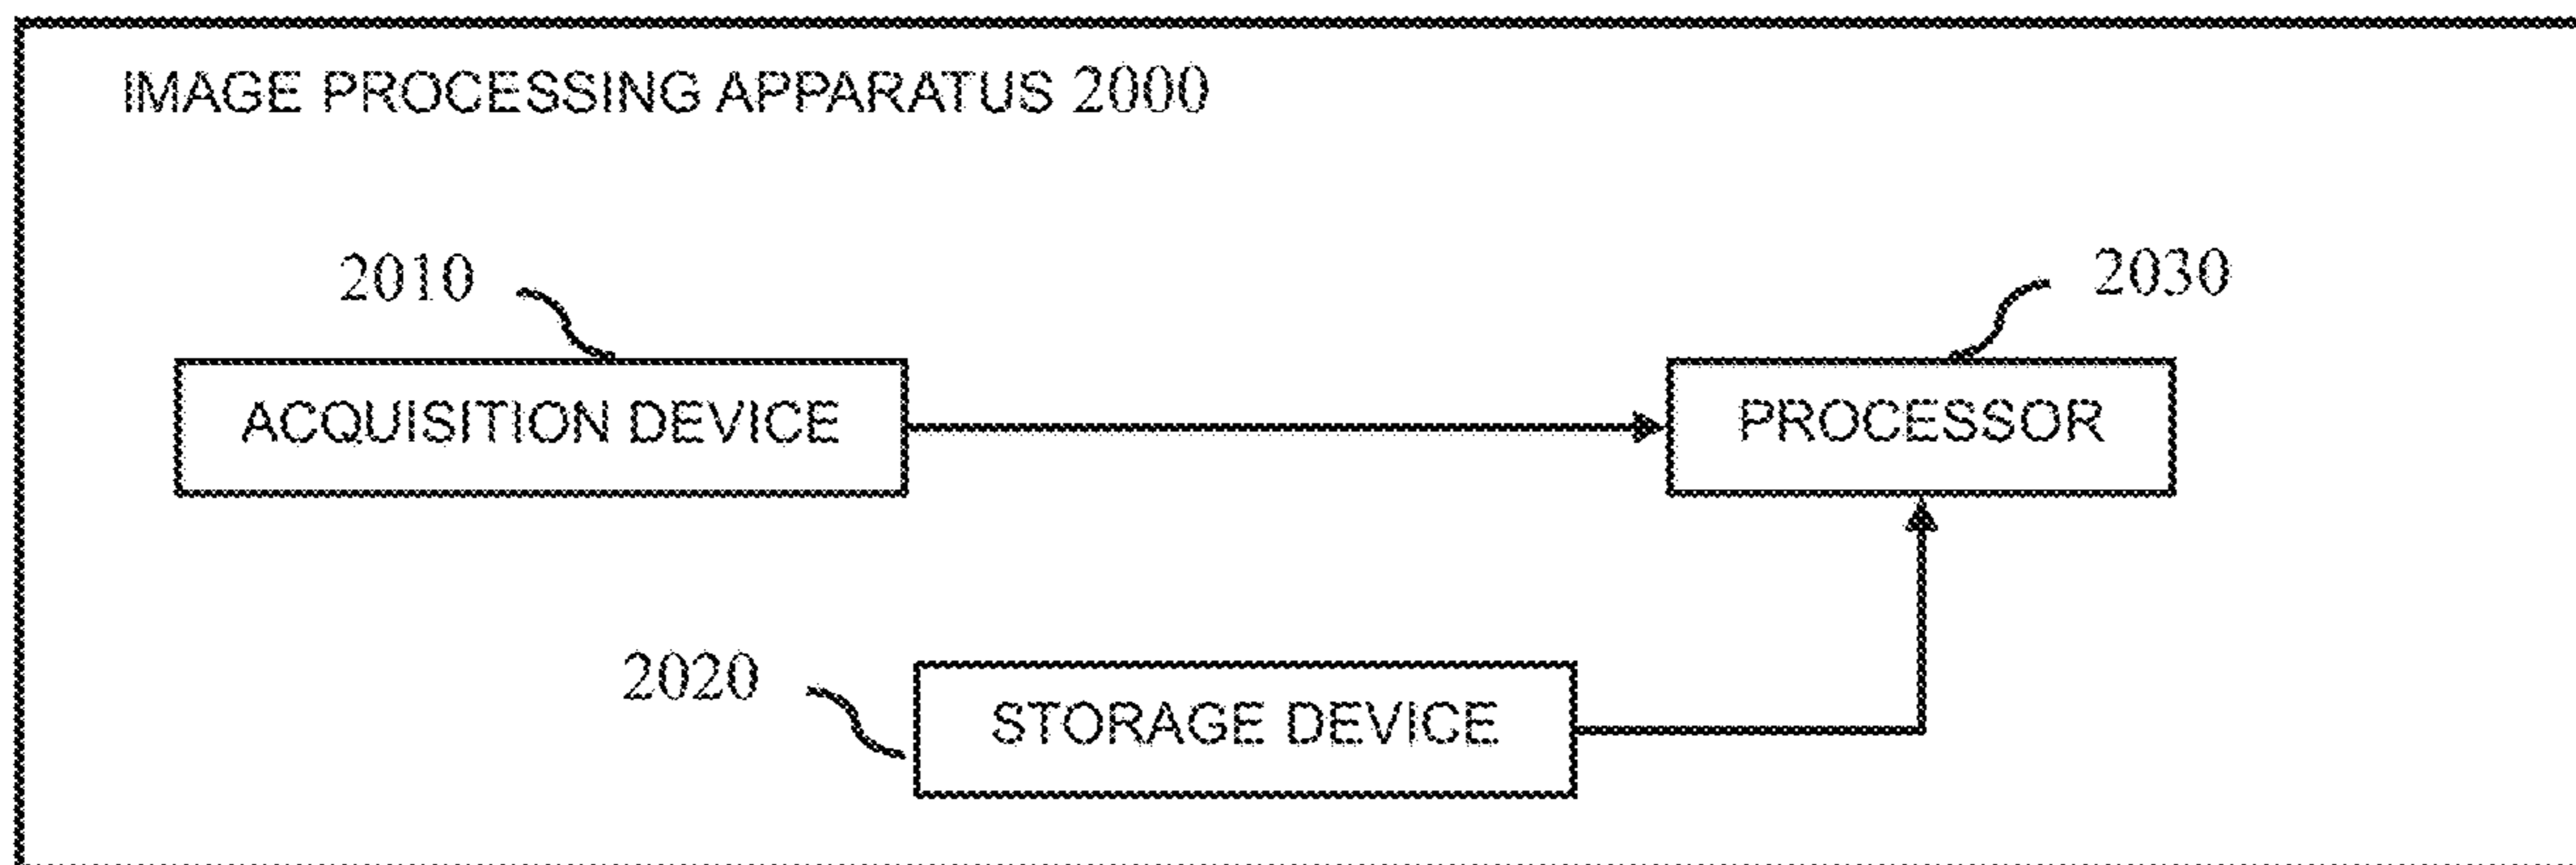 IMAGE PROCESSING APPARATUS 2000
2010
2030
ACQUISITION DEVICE
PROCESSOR
2020
STORAGE DEVICE